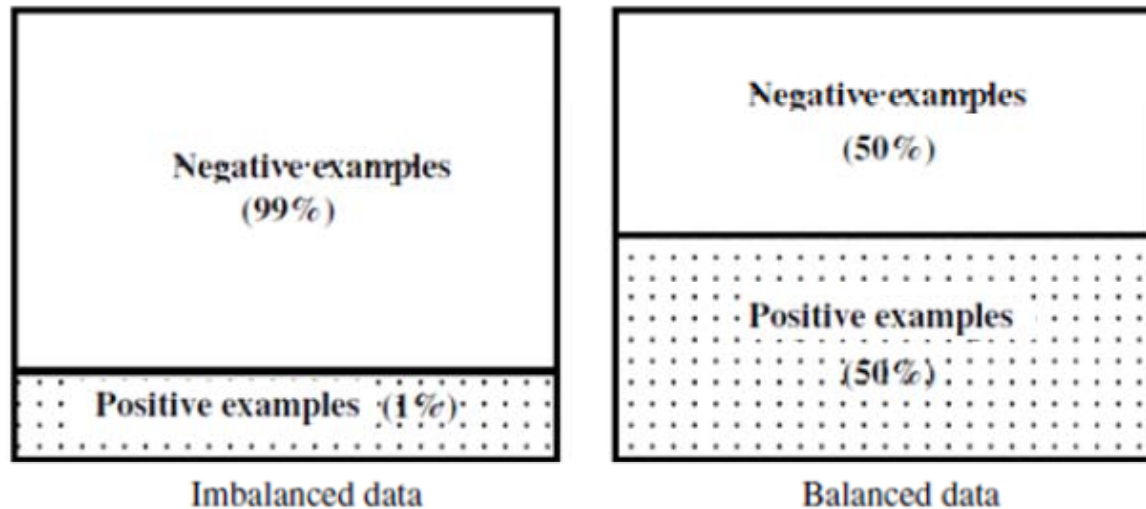 Negative examples
(99%)
Positive examples (1%)
Imbalanced data
Negative examples
(50%)
Positive examples
(50%)
Balanced data